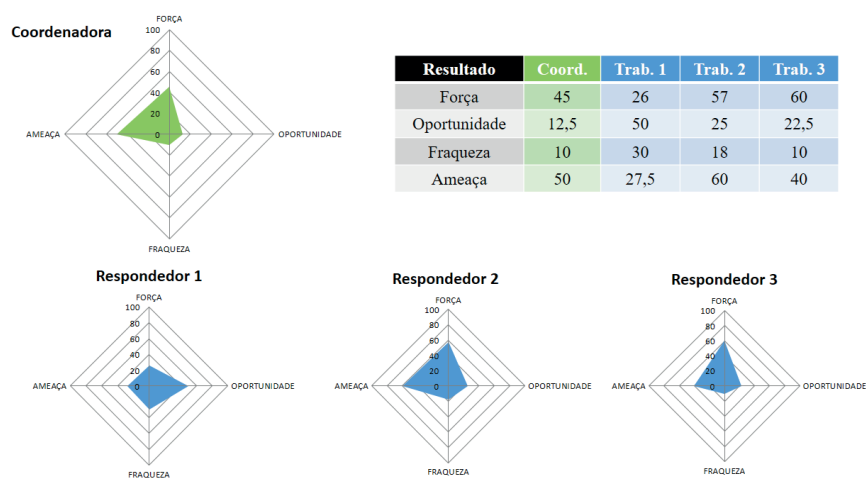 Coordenadora
FORÇA
100
80
60
40
20
0
AMEAÇA
OPORTUNIDADE
FRAQUEZA
Resultado Coord. Trab. 1 Trab. 2 Trab. 3
Força 45 26 57 60
Oportunidade 12,5 50 25 22,5
Fraqueza 10 30 18 10
Ameaça 50 27,5 60 40
Respondedor 1
FORÇA
100
80
60
40
20
0
AMEAÇA
OPORTUNIDADE
FRAQUEZA
Respondedor 2
FORÇA
100
80
60
40
20
0
AMEAÇA
OPORTUNIDADE
FRAQUEZA
Respondedor 3
FORÇA
100
80
60
40
20
0
AMEAÇA
OPORTUNIDADE
FRAQUEZA